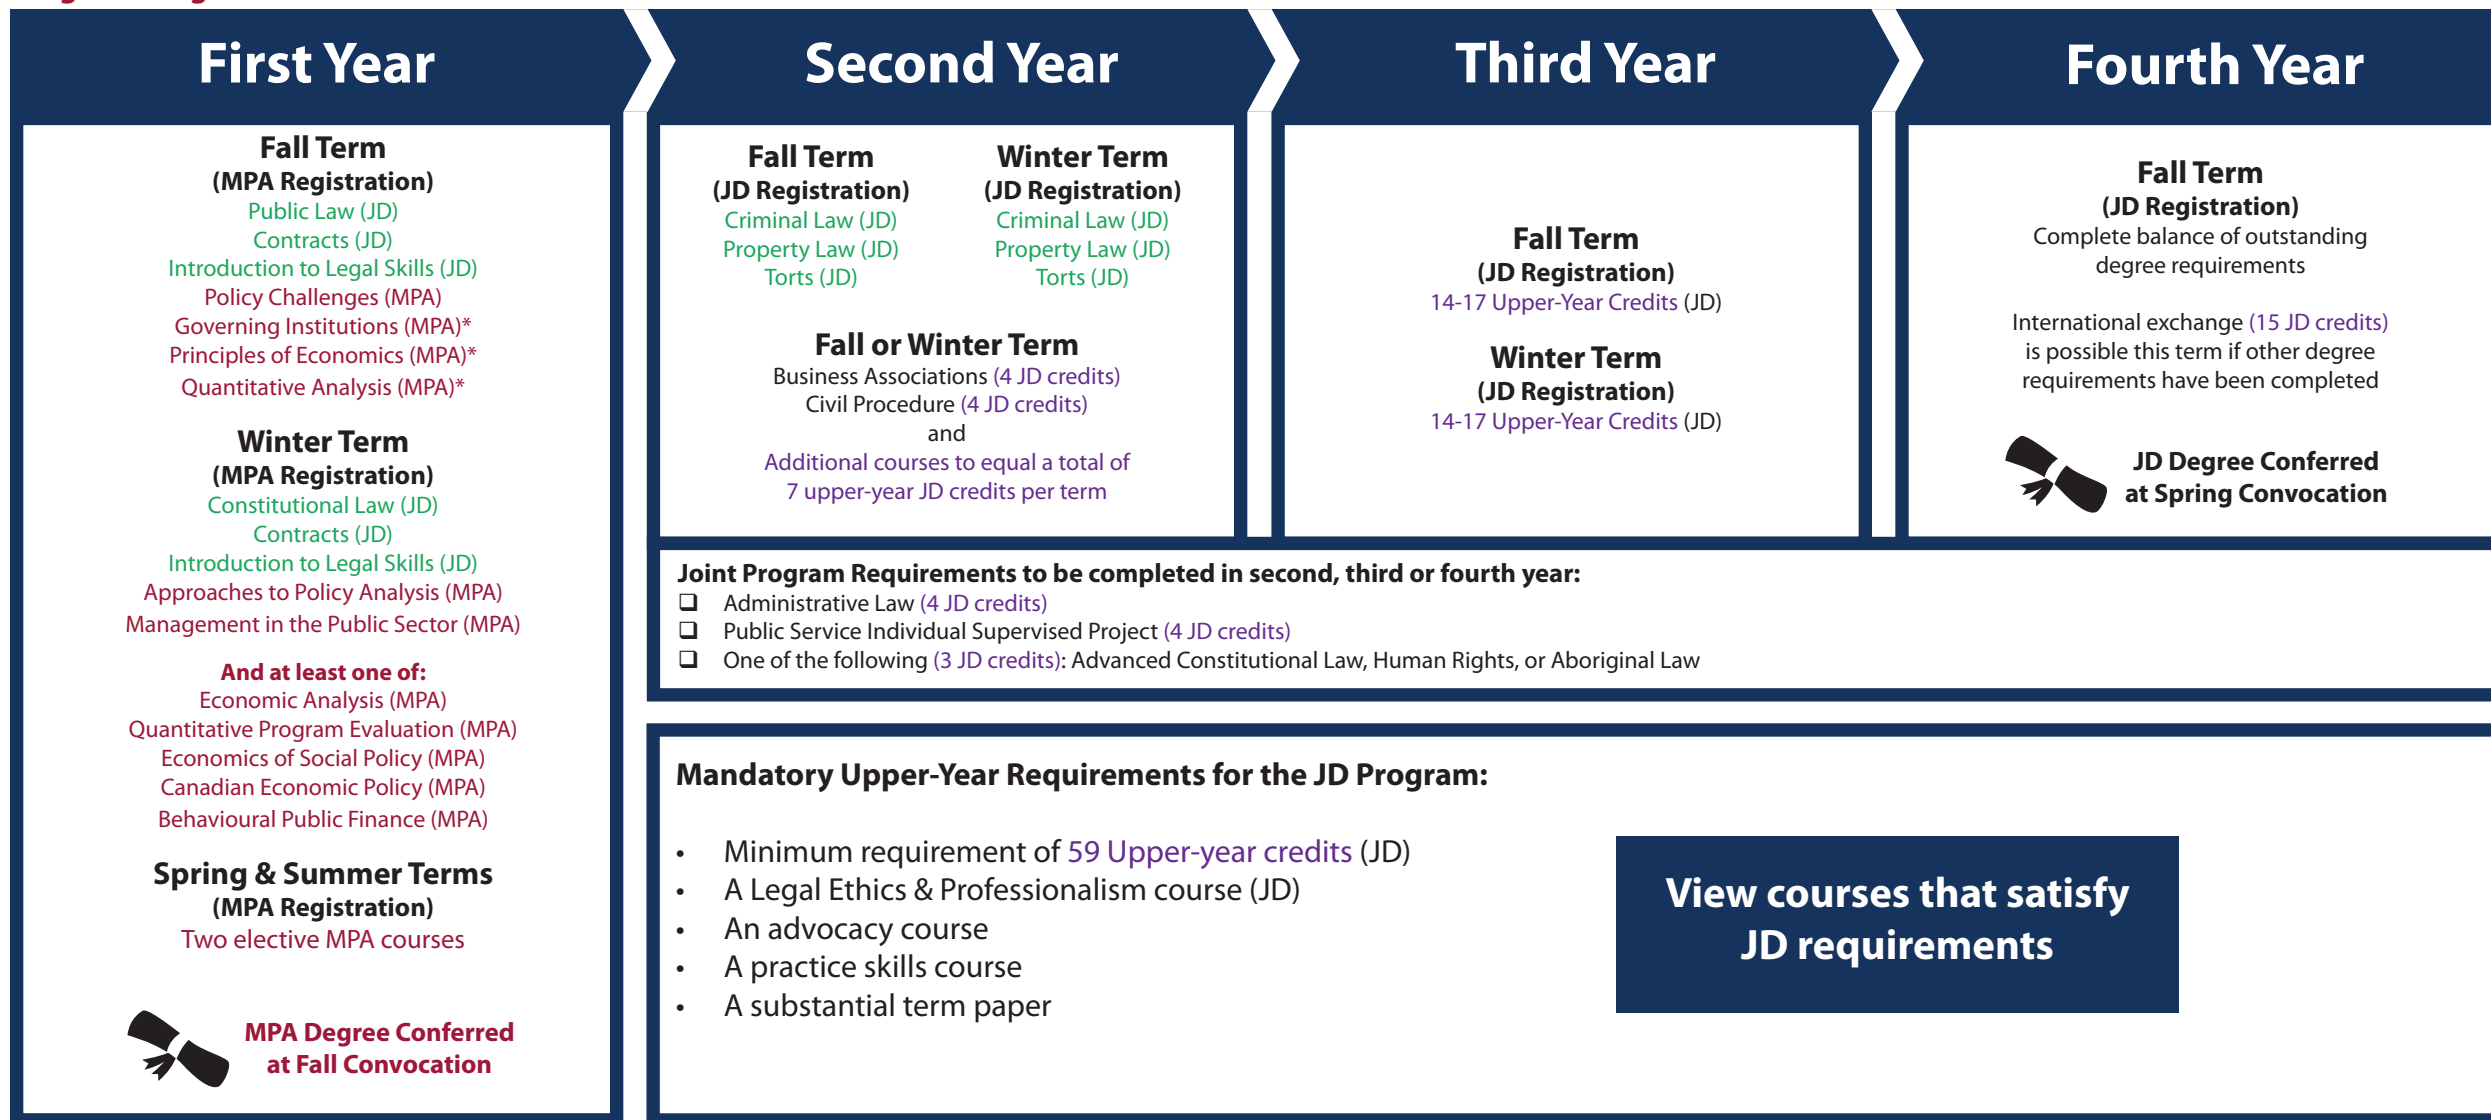 First Year
Second Year
Third Year
Fourth Year
Fall Term
(MPA Registration)
Public Law (JD)
Contracts (JD)
Introduction to Legal Skills (JD)
Policy Challenges (MPA)
Governing Institutions (MPA)*
Principles of Economics (MPA)*
Quantitative Analysis (MPA)*
Winter Term
(MPA Registration)
Constitutional Law (JD)
Contracts (JD)
Introduction to Legal Skills (JD)
Approaches to Policy Analysis (MPA)
Management in the Public Sector (MPA)
And at least one of:
Economic Analysis (MPA)
Quantitative Program Evaluation (MPA)
Economics of Social Policy (MPA)
Canadian Economic Policy (MPA)
Behavioural Public Finance (MPA)
Spring & Summer Terms
(MPA Registration)
Two elective MPA courses
MPA Degree Conferred
at Fall Convocation
Fall Term
(JD Registration)
Criminal Law (JD)
Property Law (JD)
Torts (JD)
Winter Term
(JD Registration)
Criminal Law (JD)
Property Law (JD)
Torts (JD)
Fall or Winter Term
Business Associations (4 JD credits)
Civil Procedure (4 JD credits)
and
Additional courses to equal a total of
7 upper-year JD credits per term
Fall Term
(JD Registration)
14-17 Upper-Year Credits (JD)
Winter Term
(JD Registration)
14-17 Upper-Year Credits (JD)
Fall Term
(JD Registration)
Complete balance of outstanding
degree requirements
International exchange (15 JD credits)
is possible this term if other degree
requirements have been completed
JD Degree Conferred
at Spring Convocation
Joint Program Requirements to be completed in second, third or fourth year:
❑ Administrative Law (4 JD credits)
❑ Public Service Individual Supervised Project (4 JD credits)
❑ One of the following (3 JD credits): Advanced Constitutional Law, Human Rights, or Aboriginal Law
Mandatory Upper-Year Requirements for the JD Program:
• Minimum requirement of 59 Upper-year credits (JD)
• A Legal Ethics & Professionalism course (JD)
• An advocacy course
• A practice skills course
• A substantial term paper
View courses that satisfy
JD requirements